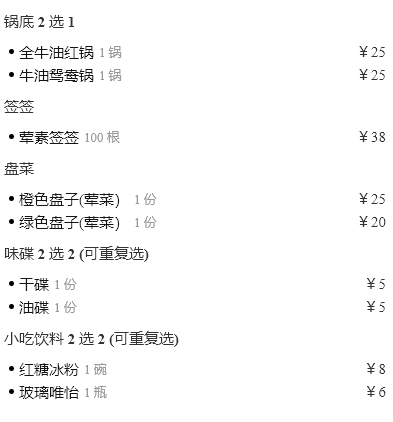 锅底 2 选 1
• 全牛油红锅 1 锅 ¥25
• 牛油鸳鸯锅 1 锅 ¥25
签签
• 荤素签签 100 根 ¥38
盘菜
• 橙色盘子(荤菜) 1 份 ¥25
• 绿色盘子(荤菜) 1 份 ¥20
味碟 2 选 2 (可重复选)
• 干碟 1 份 ¥5
• 油碟 1 份 ¥5
小吃饮料 2 选 2 (可重复选)
• 红糖冰粉 1 碗 ¥8
• 玻璃唯怡 1 瓶 ¥6